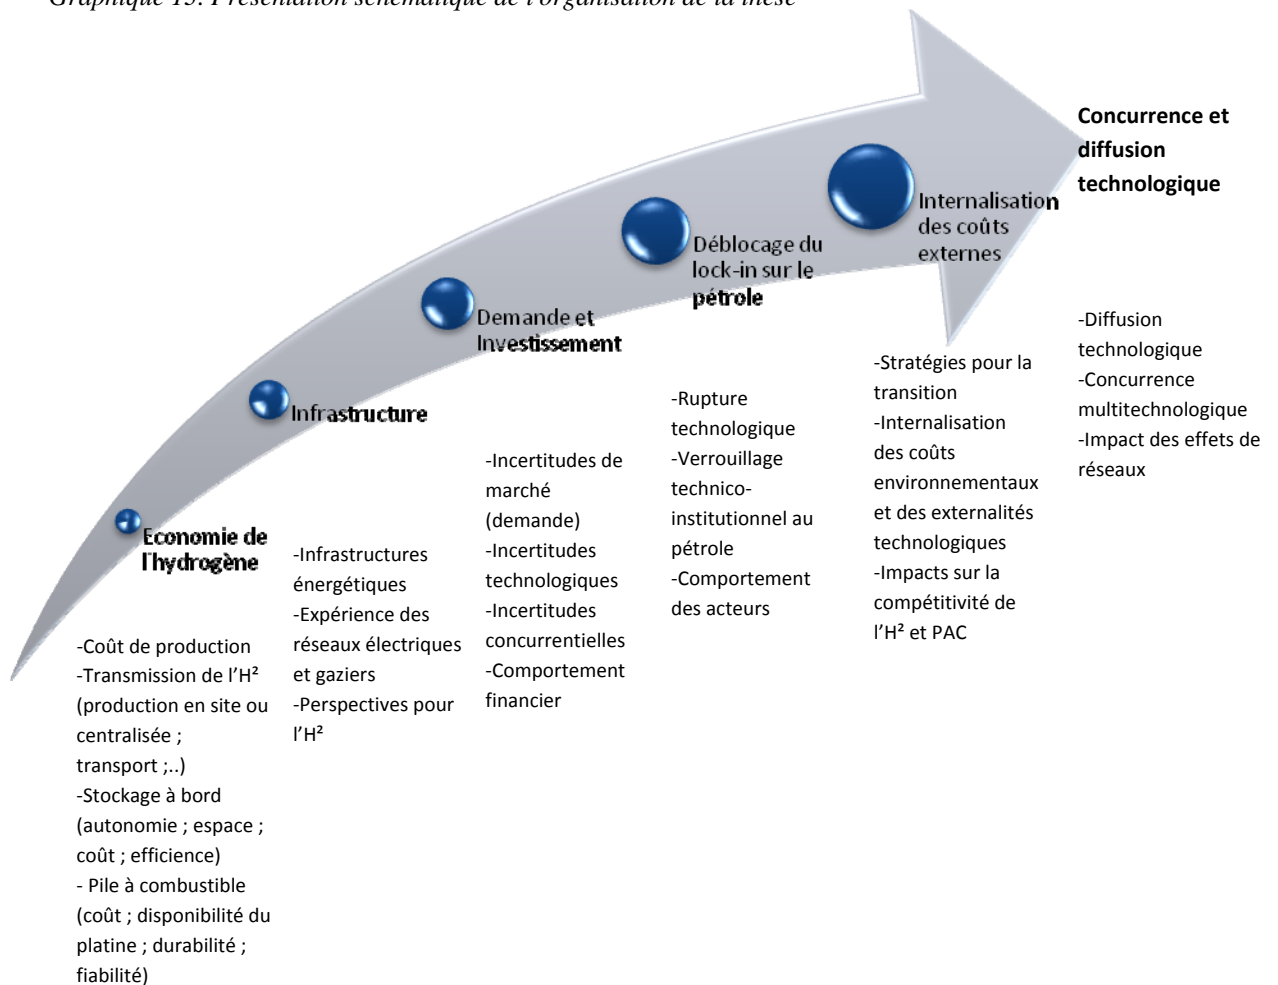 Graphique 15: Présentation schématique de l'organisation de la thèse
Economie de
l'hydrogène
-Coût de production
-Transmission de l'H²
(production en site ou
centralisée ;
transport ;..)
-Stockage à bord
(autonomie ; espace ;
coût ; efficience)
- Pile à combustible
(coût ; disponibilité du
platine ; durabilité ;
fiabilité)
Infrastructure
-Infrastructures
énergétiques
-Expérience des
réseaux électriques
et gaziers
-Perspectives pour
l'H²
Demande et
Investissement
-Incertitudes de
marché
(demande)
-Incertitudes
technologiques
-Incertitudes
concurrentielles
-Comportement
financier
Déblocage du
lock-in sur le
pétrole
-Rupture
technologique
-Verrouillage
technico-
institutionnel au
pétrole
-Comportement
des acteurs
Internalisation
des coûts
externes
-Stratégies pour la
transition
-Internalisation
des coûts
environnementaux
et des externalités
technologiques
-Impacts sur la
compétitivité de
l'H² et PAC
Concurrence et
diffusion
technologique
-Diffusion
technologique
-Concurrence
multitechnologique
-Impact des effets de
réseaux